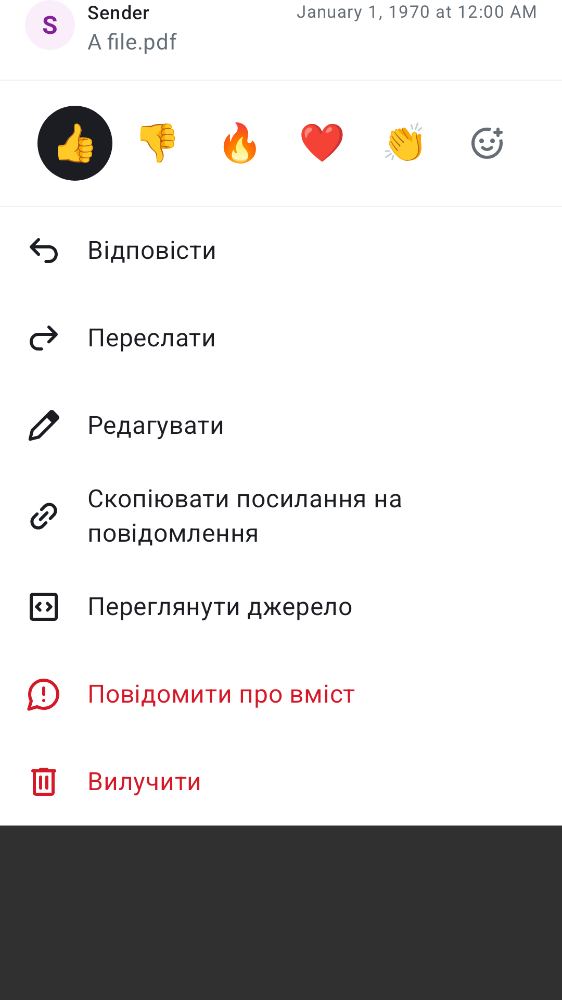 S
Sender
January 1, 1970 at 12:00 AM
A file.pdf
Відповісти
Переслати
Редагувати
Скопіювати посилання на
повідомлення
Переглянути джерело
Повідомити про вміст
Вилучити